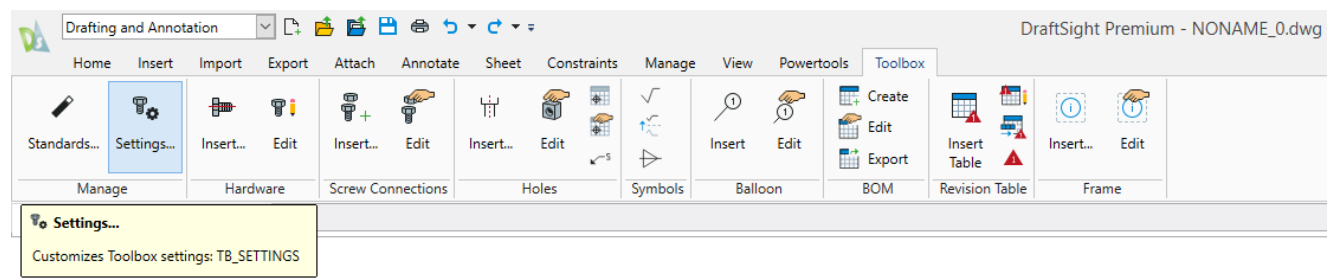 Drafting and Annotation
DraftSight Premium - NONAME_0.dwg
Home Insert Import Export Attach Annotate Sheet Constraints Manage View Powertools Toolbox
Standards... Settings... Insert... Edit Insert... Edit Insert... Edit S 1 Insert 1 Edit Create Edit Export Insert Table Insert... Edit
Manage Hardware Screw Connections Holes Symbols Balloon BOM Revision Table Frame
Settings...
Customizes Toolbox settings: TB_SETTINGS